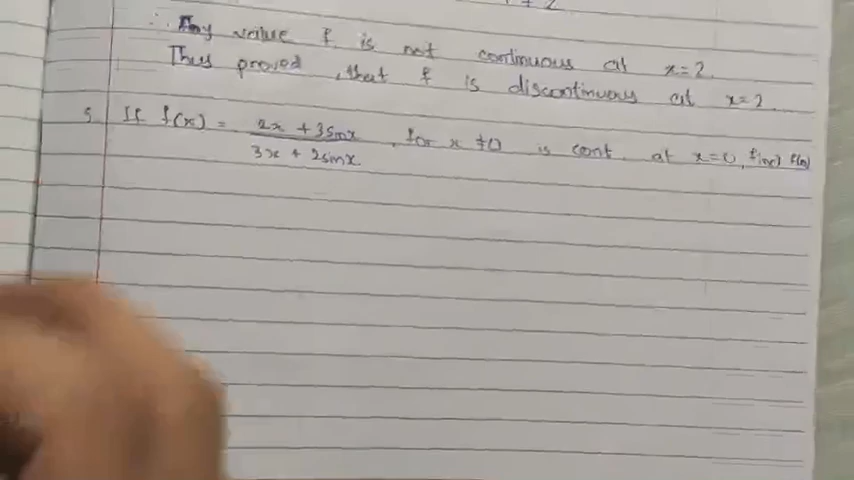 ∴ Any value f is not continuous at x=2.
Thus proved, that f is discontinuous at x=2.
5. If f(x) = (2x + 3sinx)/(3x + 2sinx), for x ≠0 is cont. at x=0, f(0)